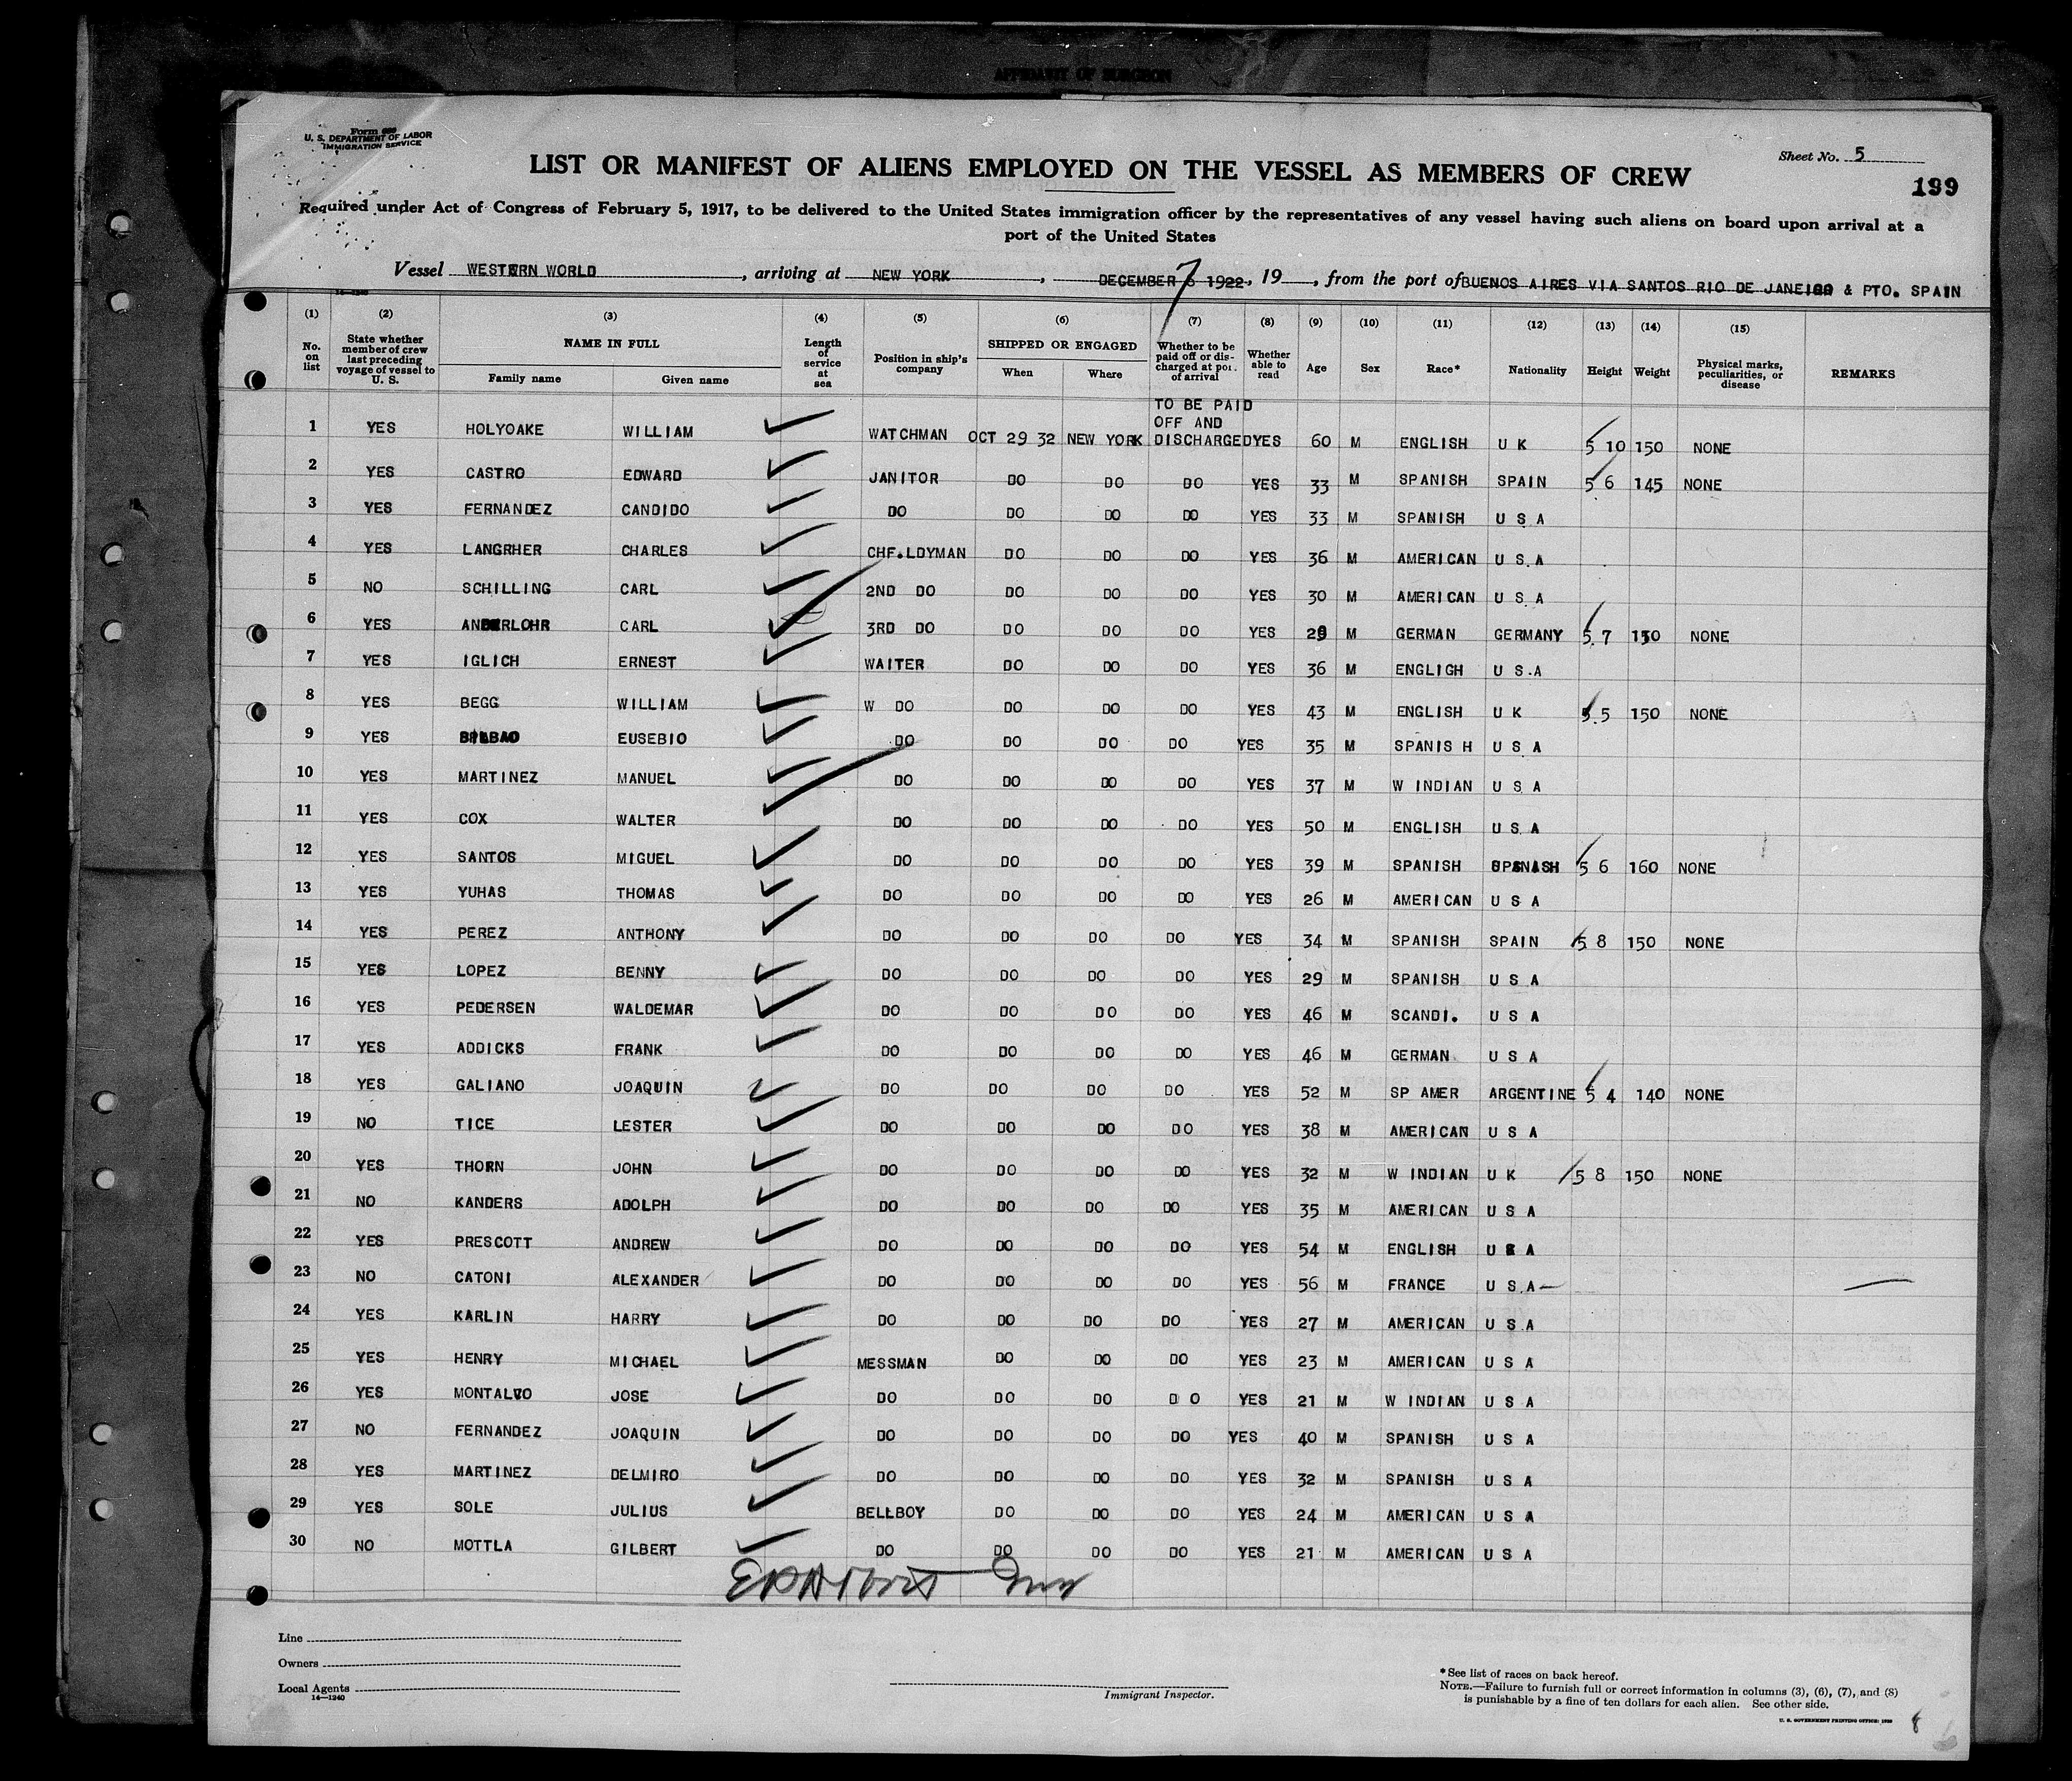 AFFIDAVIT OF SURGEON
Form 680
U. S. DEPARTMENT OF LABOR
IMMIGRATION SERVICE
Sheet No. 5
LIST OR MANIFEST OF ALIENS EMPLOYED ON THE VESSEL AS MEMBERS OF CREW
199
Required under Act of Congress of February 5, 1917, to be delivered to the United States immigration officer by the representatives of any vessel having such aliens on board upon arrival at a
port of the United States
Vessel WESTERN WORLD, arriving at NEW YORK, DECEMBER 7 1922, 19, from the port of BUENOS AIRES VIA SANTOS RIO DE JANEIRO & PTO. SPAIN
14-1240
(1) (2) (3) (4) (5) (6) (7) (8) (9) (10) (11) (12) (13) (14) (15)
No. on list State whether member of crew last preceding voyage of vessel to U. S. NAME IN FULL Family name Given name Length of service at sea Position in ship's company SHIPPED OR ENGAGED When Where Whether to be paid off or discharged at port of arrival Whether able to read Age Sex Race* Nationality Height Weight Physical marks, peculiarities, or disease REMARKS
TO BE PAID
OFF AND
1 YES HOLYOAKE WILLIAM WATCHMAN OCT 29 32 NEW YORK DISCHARGED YES 60 M ENGLISH U K 5 10 150 NONE
2 YES CASTRO EDWARD JANITOR DO DO DO YES 33 M SPANISH SPAIN 5 6 145 NONE
3 YES FERNANDEZ CANDIDO DO DO DO DO YES 33 M SPANISH U S A
4 YES LANGRHER CHARLES CHF.LDYMAN DO DO DO YES 36 M AMERICAN U S.A
5 NO SCHILLING CARL 2ND DO DO DO DO YES 30 M AMERICAN U S A
6 YES ANDERLOHR CARL 3RD DO DO DO DO YES 29 M GERMAN GERMANY 5 7 150 NONE
7 YES IGLICH ERNEST WAITER DO DO DO YES 36 M ENGLIGH U S.A
8 YES BEGG WILLIAM W DO DO DO DO YES 43 M ENGLISH U K 5 5 150 NONE
9 YES BILBAO EUSEBIO DO DO DO DO YES 35 M SPANIS H U S A
10 YES MARTINEZ MANUEL DO DO DO DO YES 37 M W INDIAN U S A
11 YES COX WALTER DO DO DO DO YES 50 M ENGLISH U S A
12 YES SANTOS MIGUEL DO DO DO DO YES 39 M SPANISH SPANASH 5 6 160 NONE
13 YES YUHAS THOMAS DO DO DO DO YES 26 M AMERICAN U S A
14 YES PEREZ ANTHONY DO DO DO DO YES 34 M SPANISH SPAIN 5 8 150 NONE
15 YES LOPEZ BENNY DO DO DO DO YES 29 M SPANISH U S A
16 YES PEDERSEN WALDEMAR DO DO DO DO YES 46 M SCANDI. U S A
17 YES ADDICKS FRANK DO DO DO DO YES 46 M GERMAN U S A
18 YES GALIANO JOAQUIN DO DO DO DO YES 52 M SP AMER ARGENTINE 5 4 140 NONE
19 NO TICE LESTER DO DO DO DO YES 38 M AMERICAN U S A
20 YES THORN JOHN DO DO DO DO YES 32 M W INDIAN U K 5 8 150 NONE
21 NO KANDERS ADOLPH DO DO DO DO YES 35 M AMERICAN U S A
22 YES PRESCOTT ANDREW DO DO DO DO YES 54 M ENGLISH U S A
23 NO CATONI ALEXANDER DO DO DO DO YES 56 M FRANCE U S A
24 YES KARLIN HARRY DO DO DO DO YES 27 M AMERICAN U S.A
25 YES HENRY MICHAEL MESSMAN DO DO DO YES 23 M AMERICAN U S A
26 YES MONTALVO JOSE DO DO DO D O YES 21 M W INDIAN U S A
27 NO FERNANDEZ JOAQUIN DO DO DO DO YES 40 M SPANISH U S A
28 YES MARTINEZ DELMIRO DO DO DO DO YES 32 M SPANISH U S A
29 YES SOLE JULIUS BELLBOY DO DO DO YES 24 M AMERICAN U S A
30 NO MOTTLA GILBERT DO DO DO DO YES 21 M AMERICAN U S A
Line
Owners
Local Agents
14—1240
Immigrant Inspector.
*See list of races on back hereof.
NOTE.—Failure to furnish full or correct information in columns (3), (6), (7), and (8)
is punishable by a fine of ten dollars for each alien. See other side.
U. S. GOVERNMENT PRINTING OFFICE: 1929
8